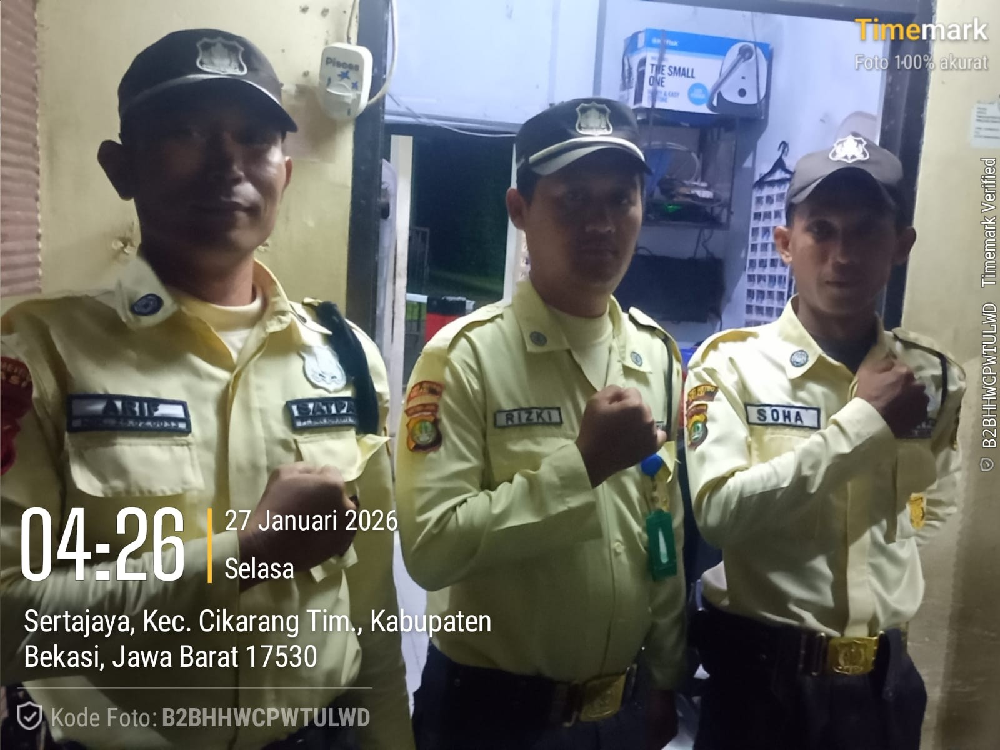 Timemark
Foto 100% akurat
Pisces
THE SMALL
ONE
ARIF
SATPA
RIZKI
SOHA
04:26
27 Januari 2026
Selasa
Sertajaya, Kec. Cikarang Tim., Kabupaten
Bekasi, Jawa Barat 17530
Kode Foto: B2BHHWCPWTULWD
B2BHHWCPWTULWD Timemark Verified